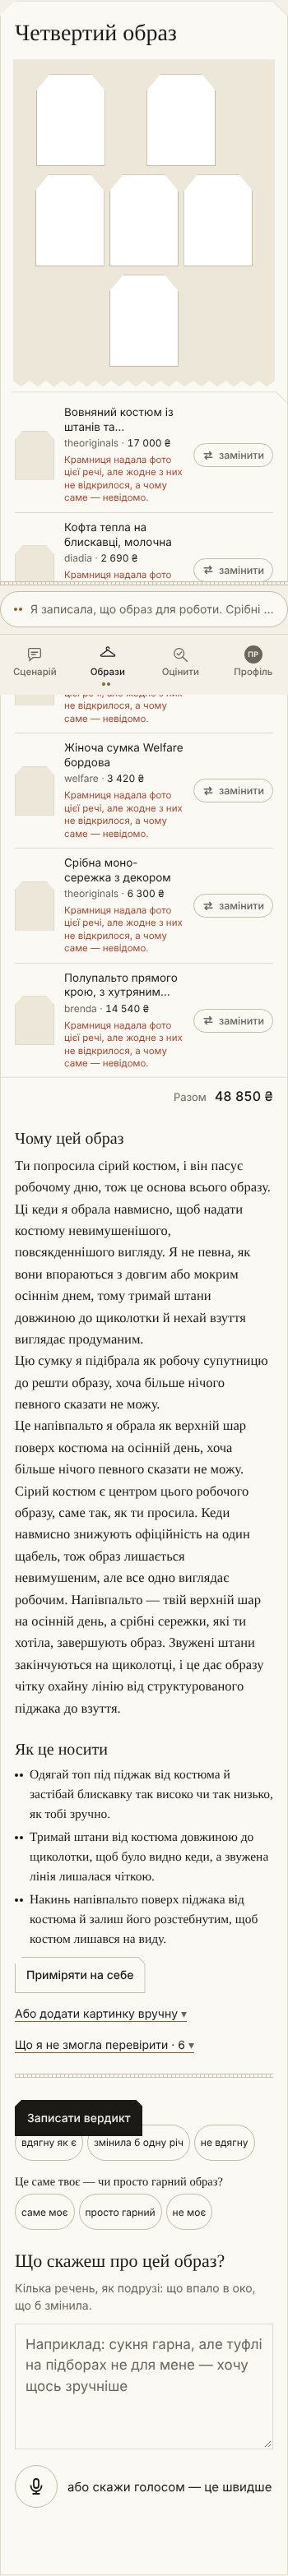 Четвертий образ
Вовняний костюм із
штанів та...
theoriginals · 17 000 ₴
Крамниця надала фото
цієї речі, але жодне з них
не відкрилося, а чому
саме — невідомо.
замінити
Кофта тепла на
блискавці, молочна
diadia · 2 690 ₴
Крамниця надала фото
замінити
Я записала, що образ для роботи. Срібні ...
Сценарій
Образи
Оцінити
ПР
Профіль
не відкрилося, а чому
саме — невідомо.
Жіноча сумка Welfare
бордова
welfare · 3 420 ₴
Крамниця надала фото
цієї речі, але жодне з них
не відкрилося, а чому
саме — невідомо.
замінити
Срібна моно-
сережка з декором
theoriginals · 6 300 ₴
Крамниця надала фото
цієї речі, але жодне з них
не відкрилося, а чому
саме — невідомо.
замінити
Полупальто прямого
крою, з хутряним...
brenda · 14 540 ₴
Крамниця надала фото
цієї речі, але жодне з них
не відкрилося, а чому
саме — невідомо.
замінити
Разом 48 850 ₴
Чому цей образ
Ти попросила сірий костюм, і він пасує
робочому дню, тож це основа всього образу.
Ці кеди я обрала навмисно, щоб надати
костюму невимушенішого,
повсякденнішого вигляду. Я не певна, як
вони впораються з довгим або мокрим
осіннім днем, тому тримай штани
довжиною до щиколотки й нехай взуття
виглядає продуманим.
Цю сумку я підібрала як робочу супутницю
до решти образу, хоча більше нічого
певного сказати не можу.
Це напівпальто я обрала як верхній шар
поверх костюма на осінній день, хоча
більше нічого певного сказати не можу.
Сірий костюм є центром цього робочого
образу, саме так, як ти просила. Кеди
навмисно знижують офіційність на один
щабель, тож образ лишається
невимушеним, але все одно виглядає
робочим. Напівпальто — твій верхній шар
на осінній день, а срібні сережки, які ти
хотіла, завершують образ. Звужені штани
закінчуються на щиколотці, і це дає образу
чітку охайну лінію від структурованого
піджака до взуття.
Як це носити
Одягай топ під піджак від костюма й
застібай блискавку так високо чи так низько,
як тобі зручно.
Тримай штани від костюма довжиною до
щиколотки, щоб було видно кеди, а звужена
лінія лишалася чіткою.
Накинь напівпальто поверх піджака від
костюма й залиш його розстебнутим, щоб
костюм лишався на виду.
Приміряти на себе
Або додати картинку вручну ▾
Що я не змогла перевірити · 6 ▾
Записати вердикт
вдягну як є
змінила б одну річ
не вдягну
Це саме твоє — чи просто гарний образ?
саме моє
просто гарний
не моє
Що скажеш про цей образ?
Кілька речень, як подрузі: що впало в око,
що б змінила.
Наприклад: сукня гарна, але туфлі
на підборах не для мене — хочу
щось зручніше
або скажи голосом — це швидше